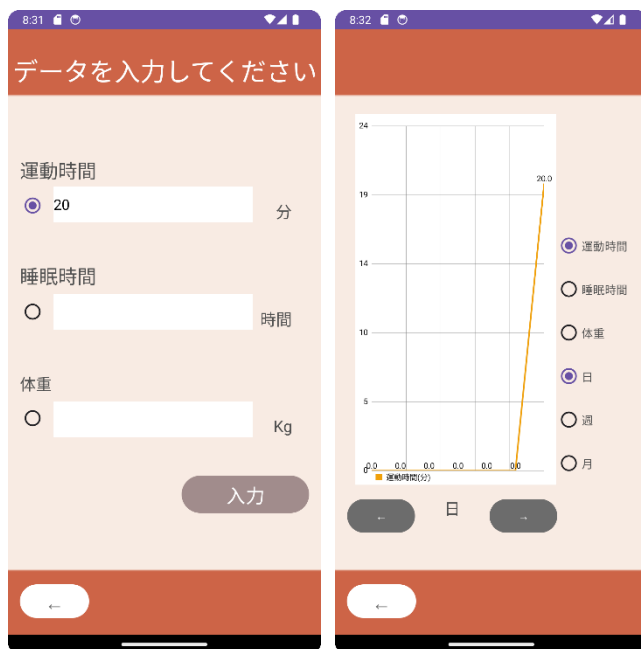 8:31
データを入力してください
運動時間
20
分
睡眠時間
時間
体重
Kg
入力
←
8:32
24
20.0
19
14
10
5
0
0.0 0.0 0.0 0.0 0.0 0.0
運動時間(分)
運動時間
睡眠時間
体重
日
週
月
← 日 →
←